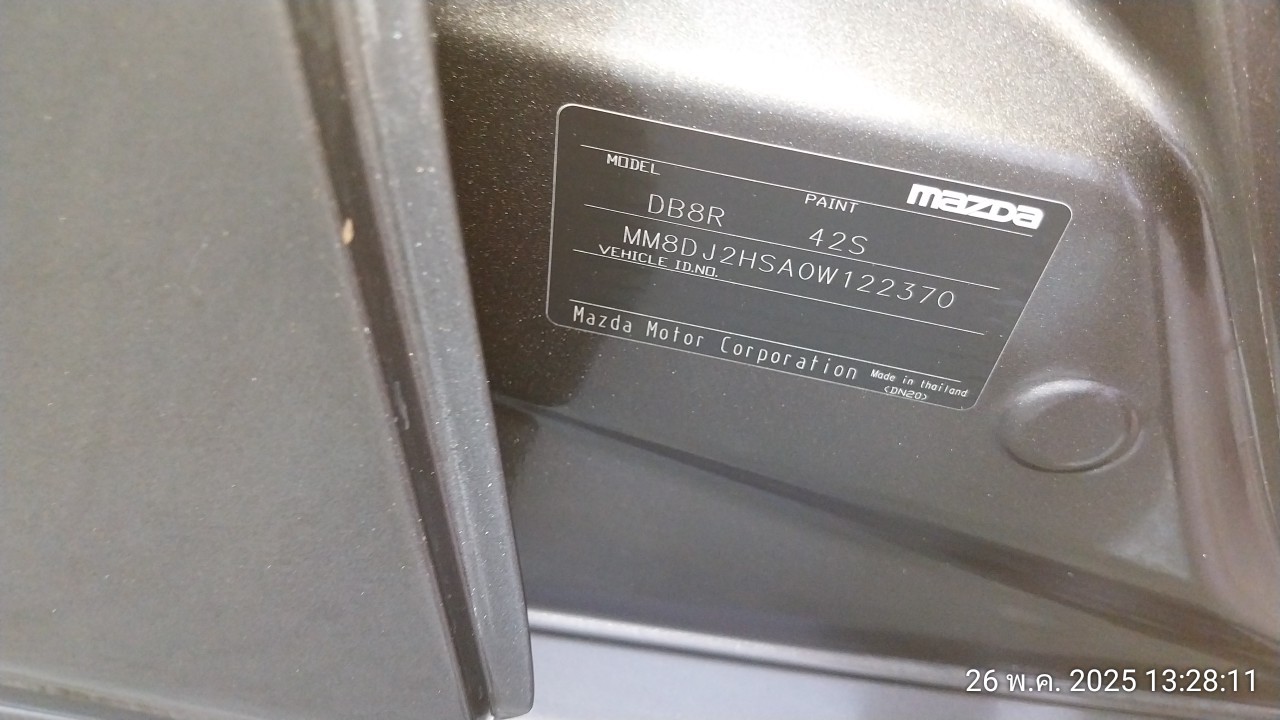 MODEL PAINT mazda
DB8R 42S
MM8DJ2HSA0W122370
VEHICLE ID.NO.
Mazda Motor Corporation Made in thailand
<DN20>
26 พ.ค. 2025 13:28:11